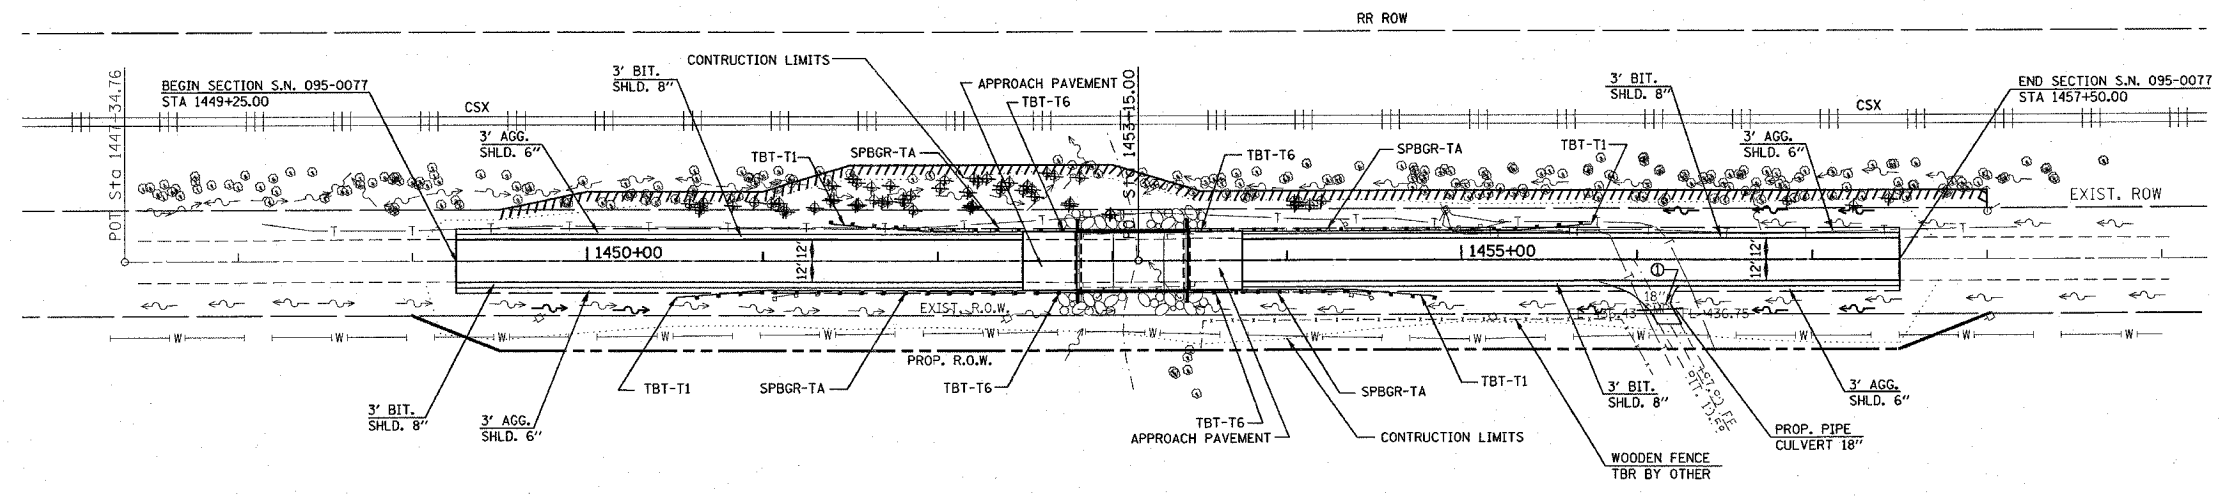 RR ROW
POT Sta 1447+34.76
BEGIN SECTION S.N. 095-0077
STA 1449+25.00
CSX
3' AGG.
SHLD. 6"
3' BIT.
SHLD. 8"
CONTRUCTION LIMITS
TBT-T1
SPBGR-TA
APPROACH PAVEMENT
TBT-T6
1453+15.00
TBT-T6
SPBGR-TA
TBT-T1
3' BIT.
SHLD. 8"
3' AGG.
SHLD. 6"
CSX
END SECTION S.N. 095-0077
STA 1457+50.00
EXIST. ROW
T T T T T T T T
1450+00
12' 12'
1455+00
12' 12'
1
18"
EXIST. R.O.W.
436.75
W W W W W W W W W W W W W
PROP. R.O.W.
3' BIT.
SHLD. 8"
3' AGG.
SHLD. 6"
TBT-T1
SPBGR-TA
TBT-T6
TBT-T6
APPROACH PAVEMENT
SPBGR-TA
CONTRUCTION LIMITS
TBT-T1
3' BIT.
SHLD. 8"
WOODEN FENCE
TBR BY OTHER
PROP. PIPE
CULVERT 18"
3' AGG.
SHLD. 6"